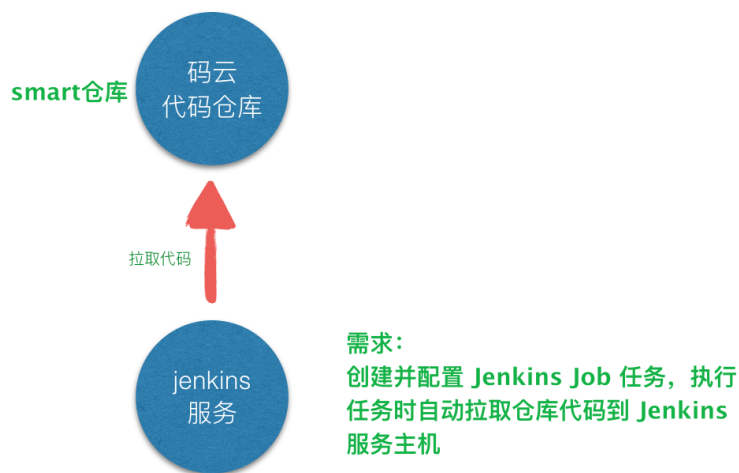 码云
代码仓库
smart仓库
拉取代码
jenkins
服务
需求：
创建并配置 Jenkins Job 任务，执行
任务时自动拉取仓库代码到 Jenkins
服务主机